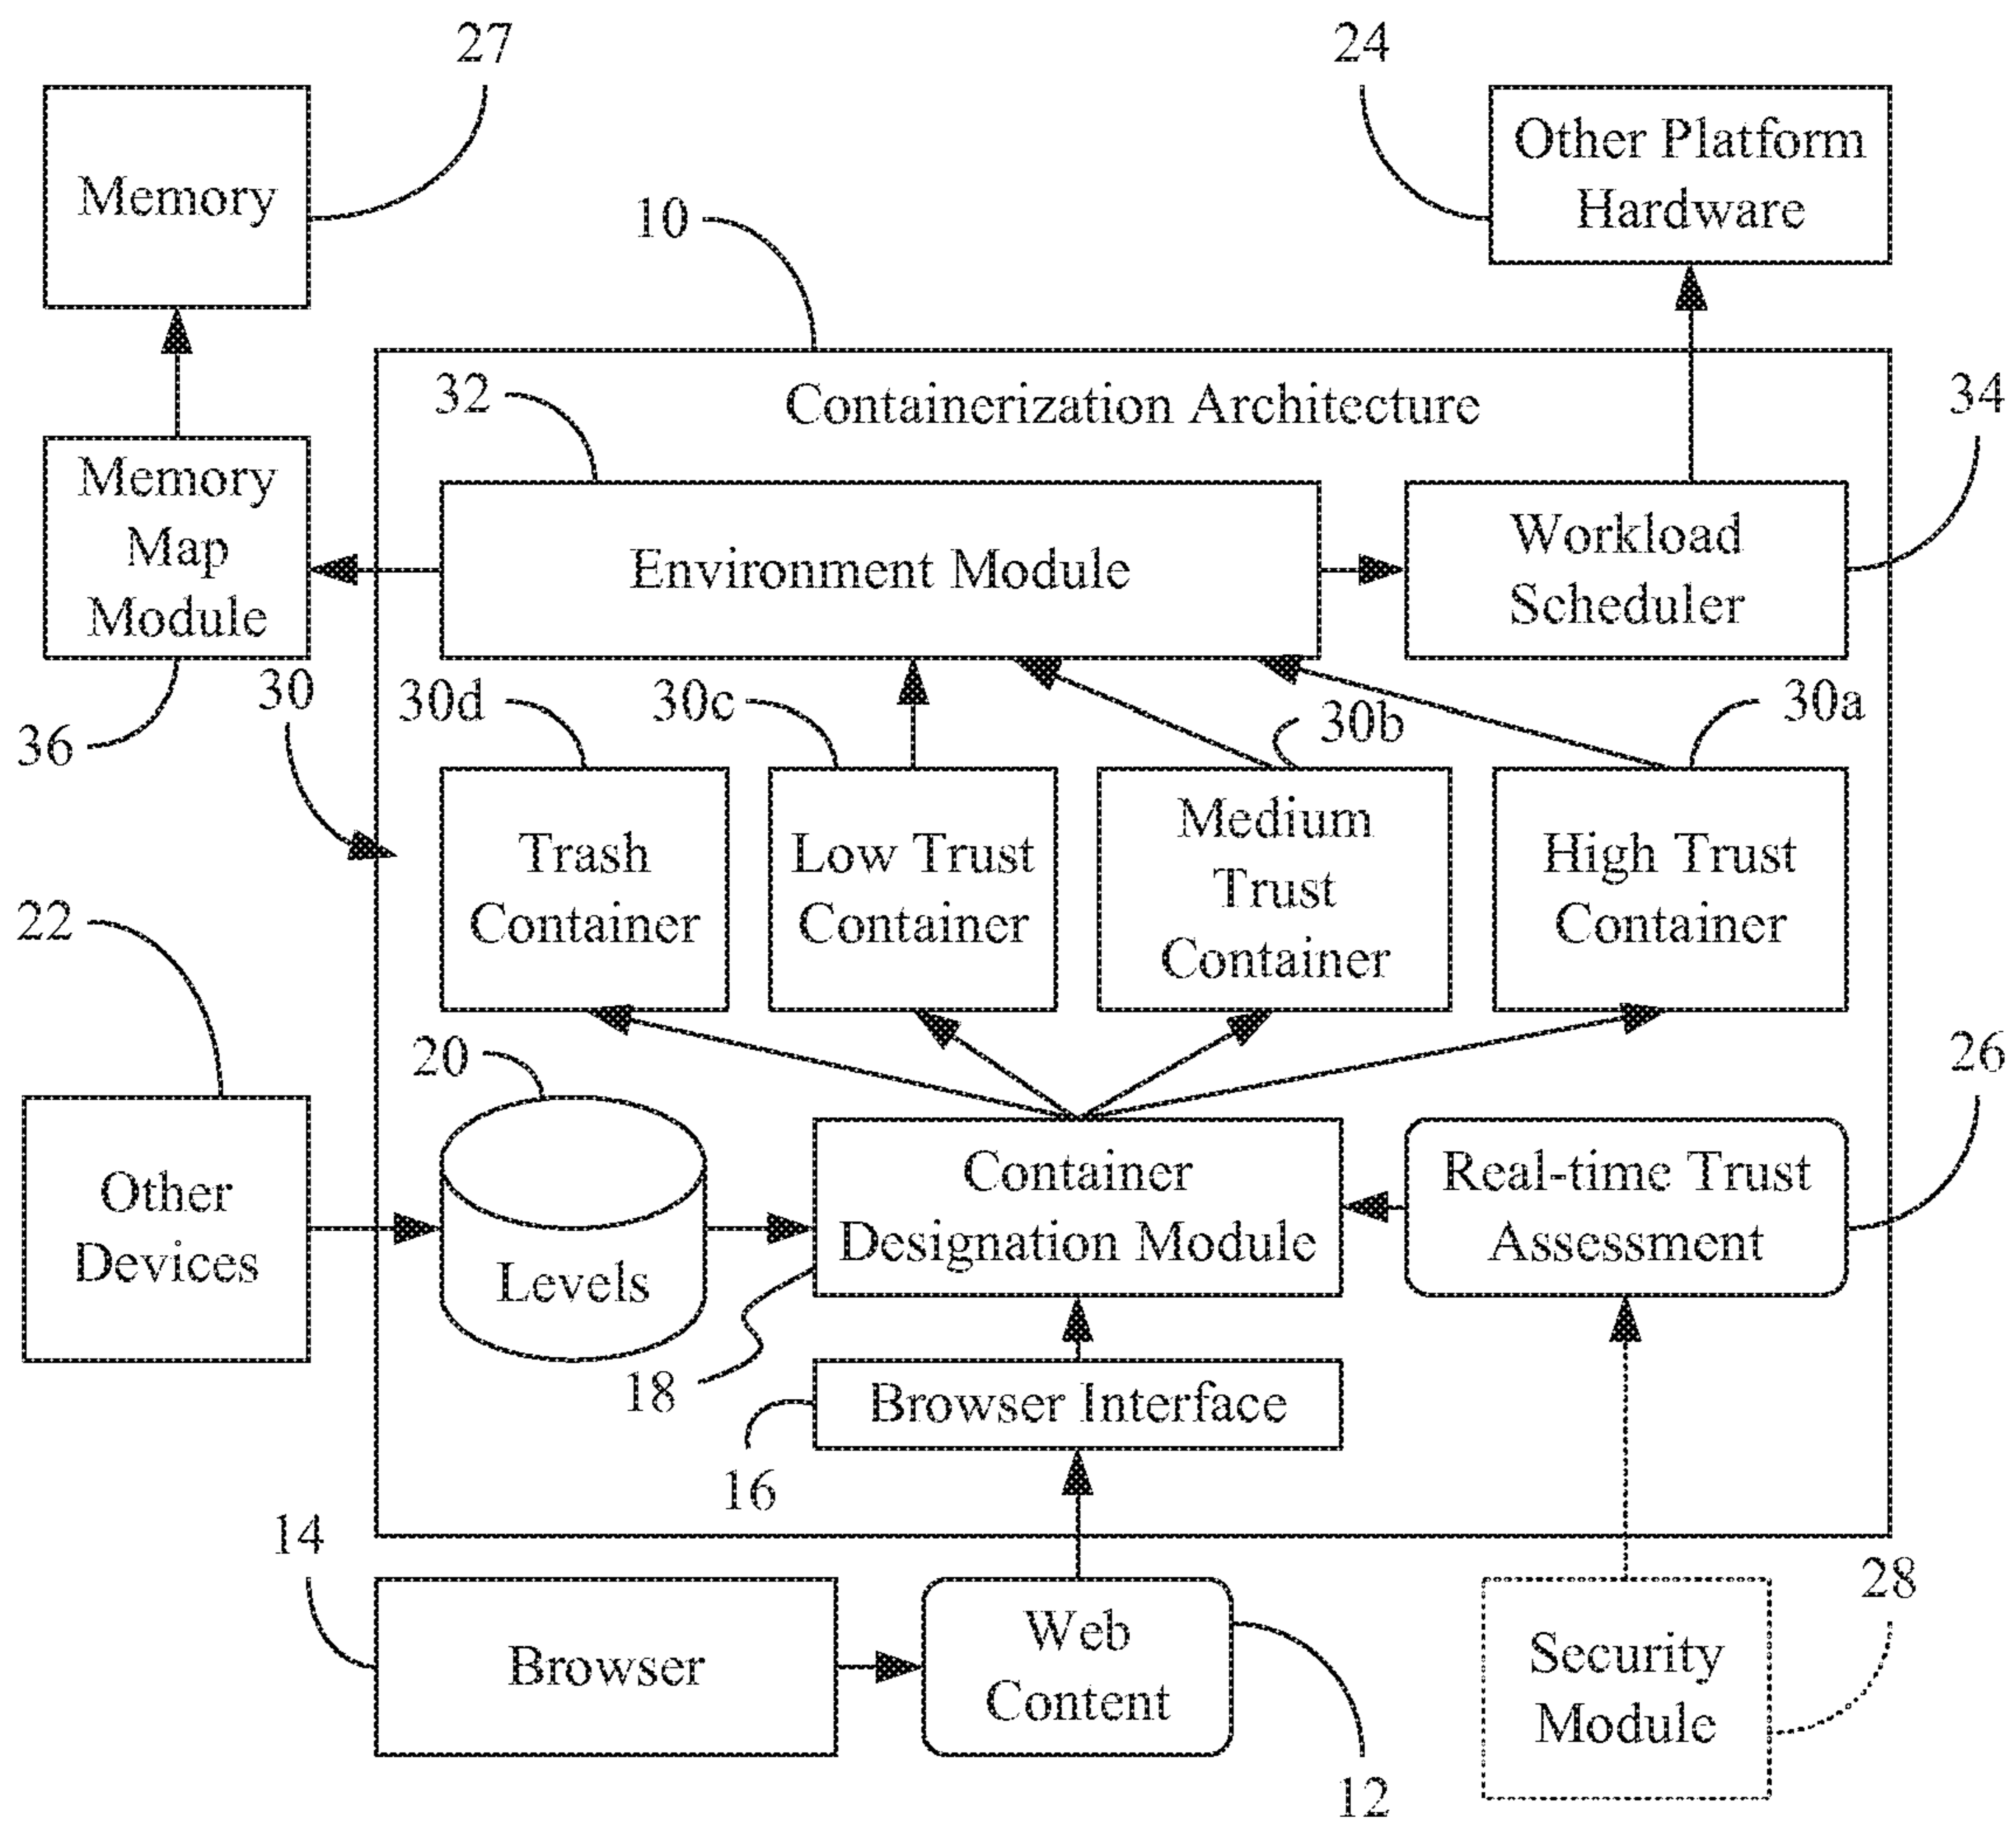 27
24
Memory
Other Platform
Hardware
10
32
Containerization Architecture
34
Memory
Map
Module
Environment Module
Workload
Scheduler
36
30
30d
30c
30b
30a
Trash
Container
Low Trust
Container
Medium
Trust
Container
High Trust
Container
22
20
26
Other
Devices
Levels
Container
Designation Module
Real-time Trust
Assessment
18
Browser Interface
16
14
28
Browser
Web
Content
Security
Module
12